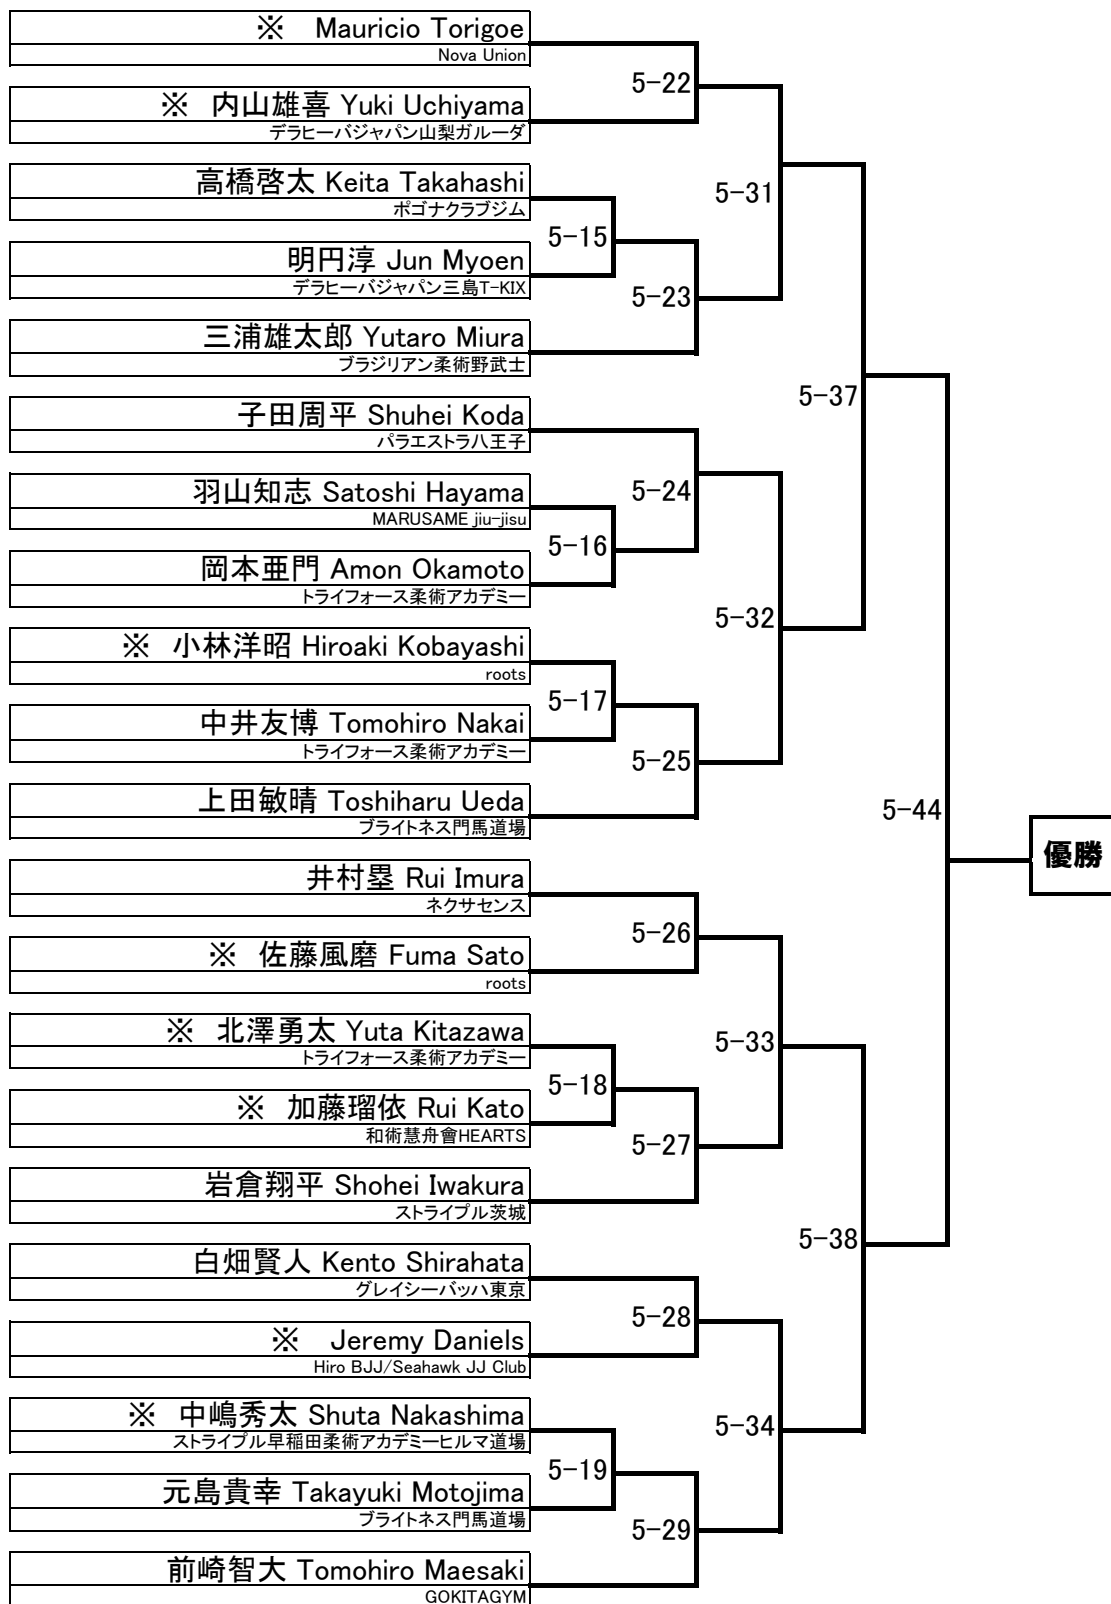 ※ Mauricio Torigoe
Nova Union
5-22
※ 内山雄喜 Yuki Uchiyama
デラヒーバジャパン山梨ガルーダ
高橋啓太 Keita Takahashi
ポゴナクラブジム
5-31
5-15
明円淳 Jun Myoen
デラヒーバジャパン三島T-KIX
5-23
三浦雄太郎 Yutaro Miura
ブラジリアン柔術野武士
5-37
子田周平 Shuhei Koda
パラエストラ八王子
羽山知志 Satoshi Hayama
MARUSAME jiu-jisu
5-24
5-16
岡本亜門 Amon Okamoto
トライフォース柔術アカデミー
5-32
※ 小林洋昭 Hiroaki Kobayashi
roots
5-17
中井友博 Tomohiro Nakai
トライフォース柔術アカデミー
5-25
上田敏晴 Toshiharu Ueda
ブライトネス門馬道場
5-44
優勝
井村塁 Rui Imura
ネクサセンス
5-26
※ 佐藤風磨 Fuma Sato
roots
※ 北澤勇太 Yuta Kitazawa
トライフォース柔術アカデミー
5-33
5-18
※ 加藤瑠依 Rui Kato
和術慧舟會HEARTS
5-27
岩倉翔平 Shohei Iwakura
ストライプル茨城
5-38
白畑賢人 Kento Shirahata
グレイシーバッハ東京
5-28
※ Jeremy Daniels
Hiro BJJ/Seahawk JJ Club
※ 中嶋秀太 Shuta Nakashima
ストライプル早稲田柔術アカデミーヒルマ道場
5-34
5-19
元島貴幸 Takayuki Motojima
ブライトネス門馬道場
5-29
前崎智大 Tomohiro Maesaki
GOKITAGYM